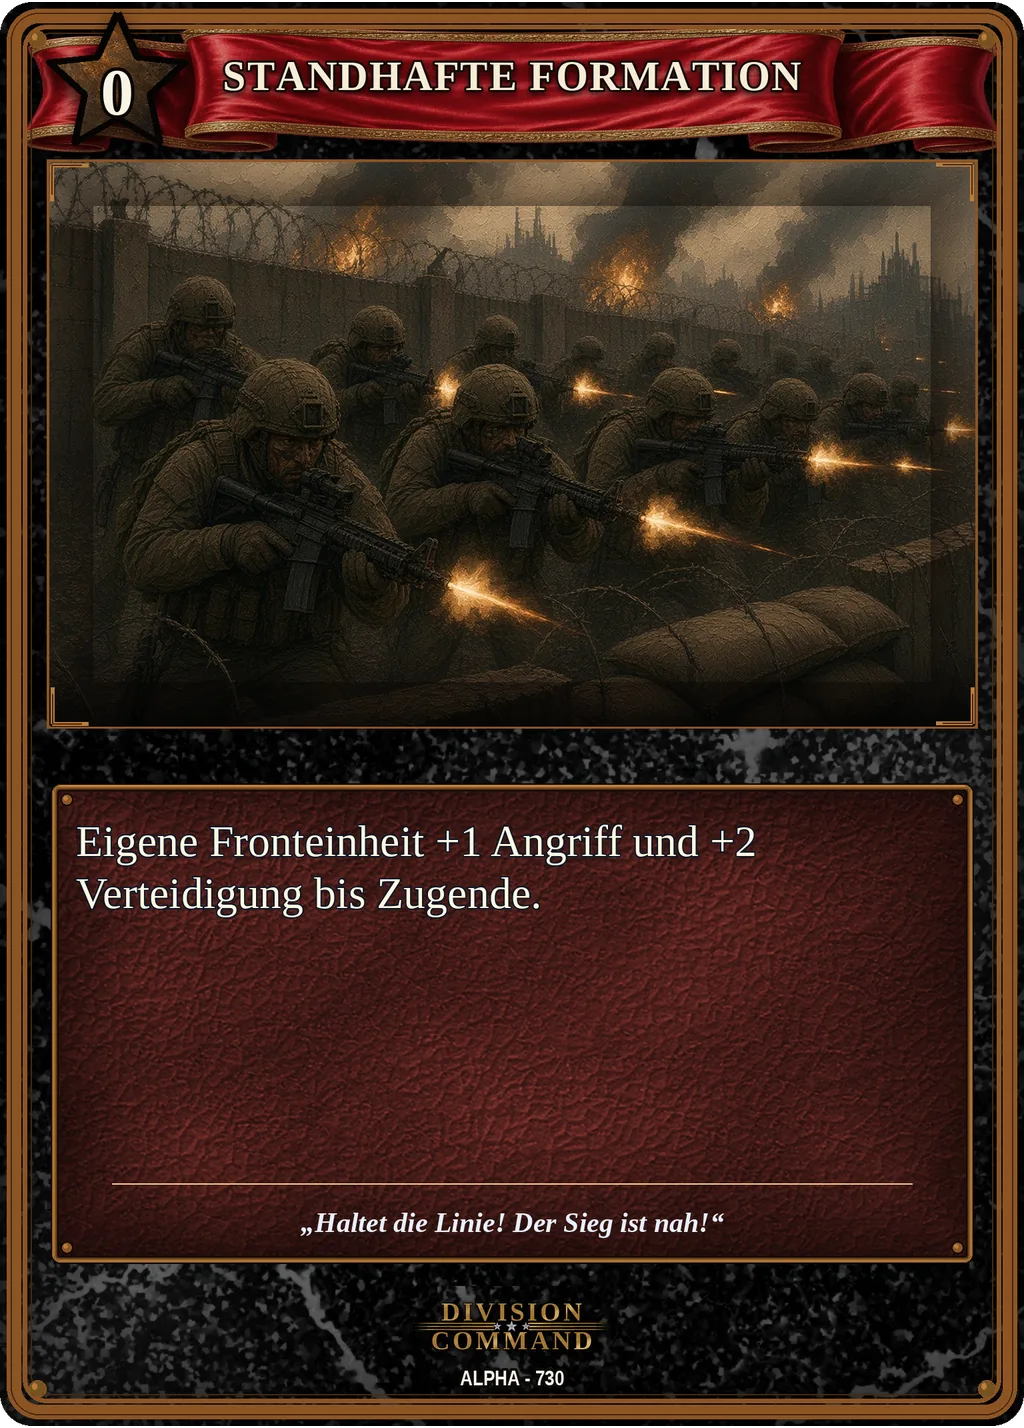 0
STANDHAFTE FORMATION
Eigene Fronteinheit +1 Angriff und +2
Verteidigung bis Zugende.
„Haltet die Linie! Der Sieg ist nah!“
DIVISION
COMMAND
ALPHA - 730